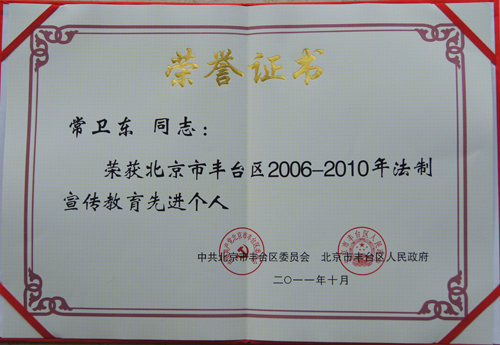 荣誉证书
常卫东 同志：
荣获北京市丰台区2006-2010年法制
宣传教育先进个人
中共北京市丰台区委员会 北京市丰台区人民政府
二〇一一年十月